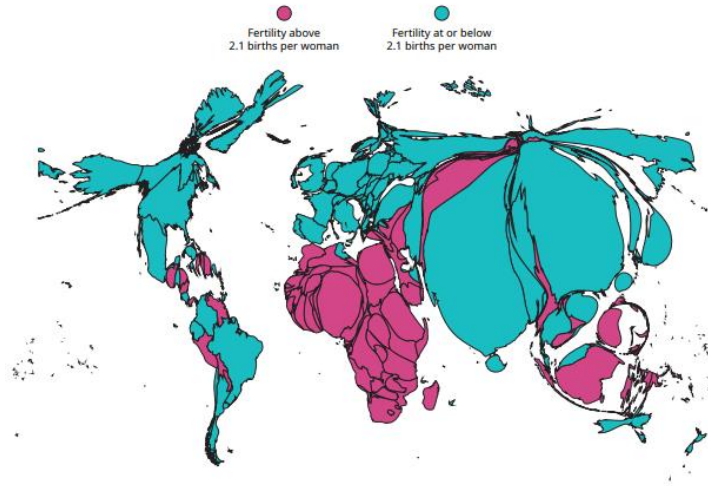 Fertility above
2.1 births per woman
Fertility at or below
2.1 births per woman